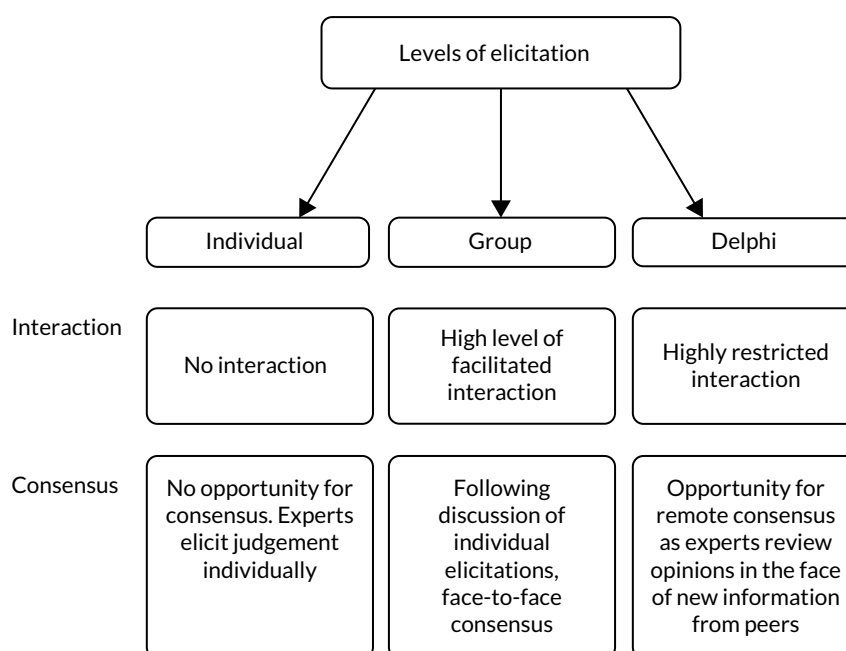 Levels of elicitation
Individual
Group
Delphi
Interaction
No interaction
High level of
facilitated
interaction
Highly restricted
interaction
Consensus
No opportunity for
consensus. Experts
elicit judgement
individually
Following
discussion of
individual
elicitations,
face-to-face
consensus
Opportunity for
remote consensus
as experts review
opinions in the face
of new information
from peers